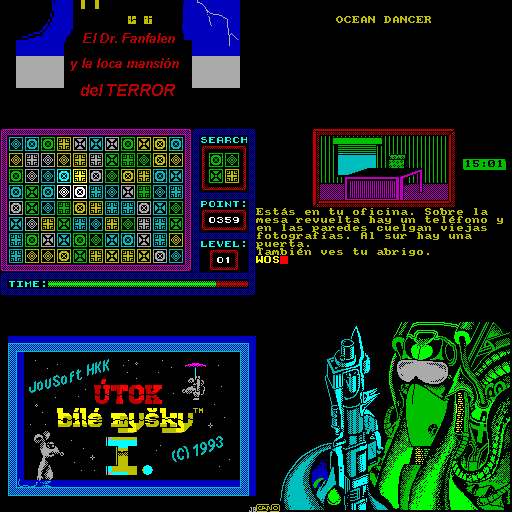 El Dr. Fanfalen
y la loca mansión
del TERROR
OCEAN DANCER
SEARCH
POINT:
0359
LEVEL:
01
TIME:
15:01
Estás en tu oficina. Sobre la
mesa revuelta hay un teléfono y
en las paredes cuelgan viejas
fotografías. Al sur hay una
puerta.
También ves tu abrigo.
WOS
JouSoft HKK
ÚTOK
bílé myšky™
I.
(C) 1993